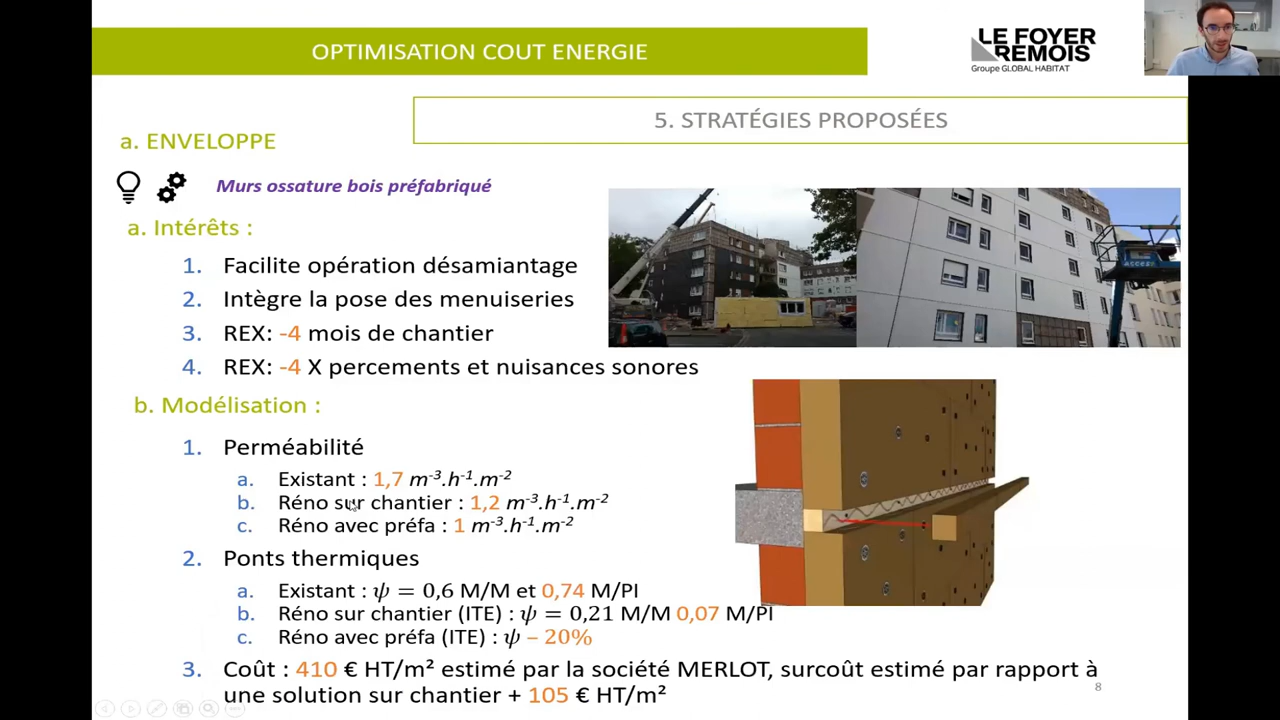 OPTIMISATION COUT ENERGIE
LE FOYER
REMOIS
Groupe GLOBAL HABITAT
5. STRATÉGIES PROPOSÉES
a. ENVELOPPE
Murs ossature bois préfabriqué
a. Intérêts :
1. Facilite opération désamiantage
2. Intègre la pose des menuiseries
3. REX: -4 mois de chantier
4. REX: -4 X percements et nuisances sonores
b. Modélisation :
1. Perméabilité
a. Existant : 1,7 m⁻³.h⁻¹.m⁻²
b. Réno sur chantier : 1,2 m⁻³.h⁻¹.m⁻²
c. Réno avec préfa : 1 m⁻³.h⁻¹.m⁻²
2. Ponts thermiques
a. Existant : ψ = 0,6 M/M et 0,74 M/PI
b. Réno sur chantier (ITE) : ψ = 0,21 M/M 0,07 M/PI
c. Réno avec préfa (ITE) : ψ – 20%
3. Coût : 410 € HT/m² estimé par la société MERLOT, surcoût estimé par rapport à
une solution sur chantier + 105 € HT/m²
8